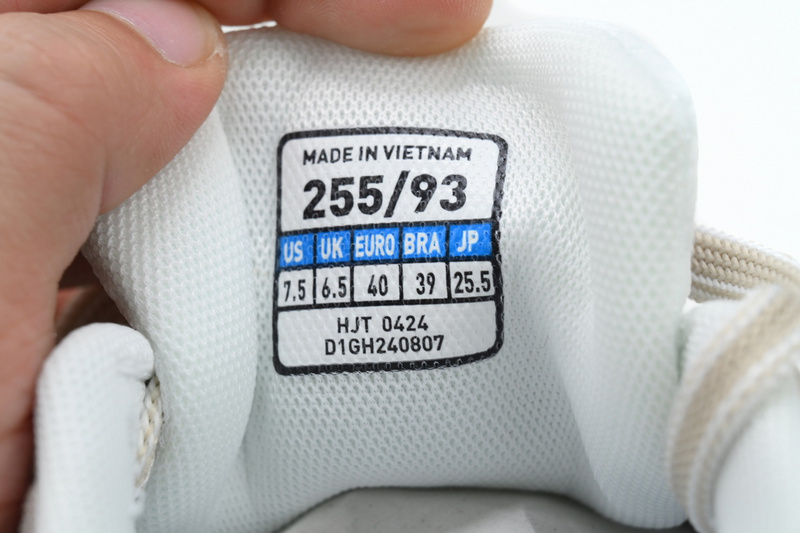 MADE IN VIETNAM
255/93
US UK EURO BRA JP
7.5 6.5 40 39 25.5
HJT 0424
D1GH240807